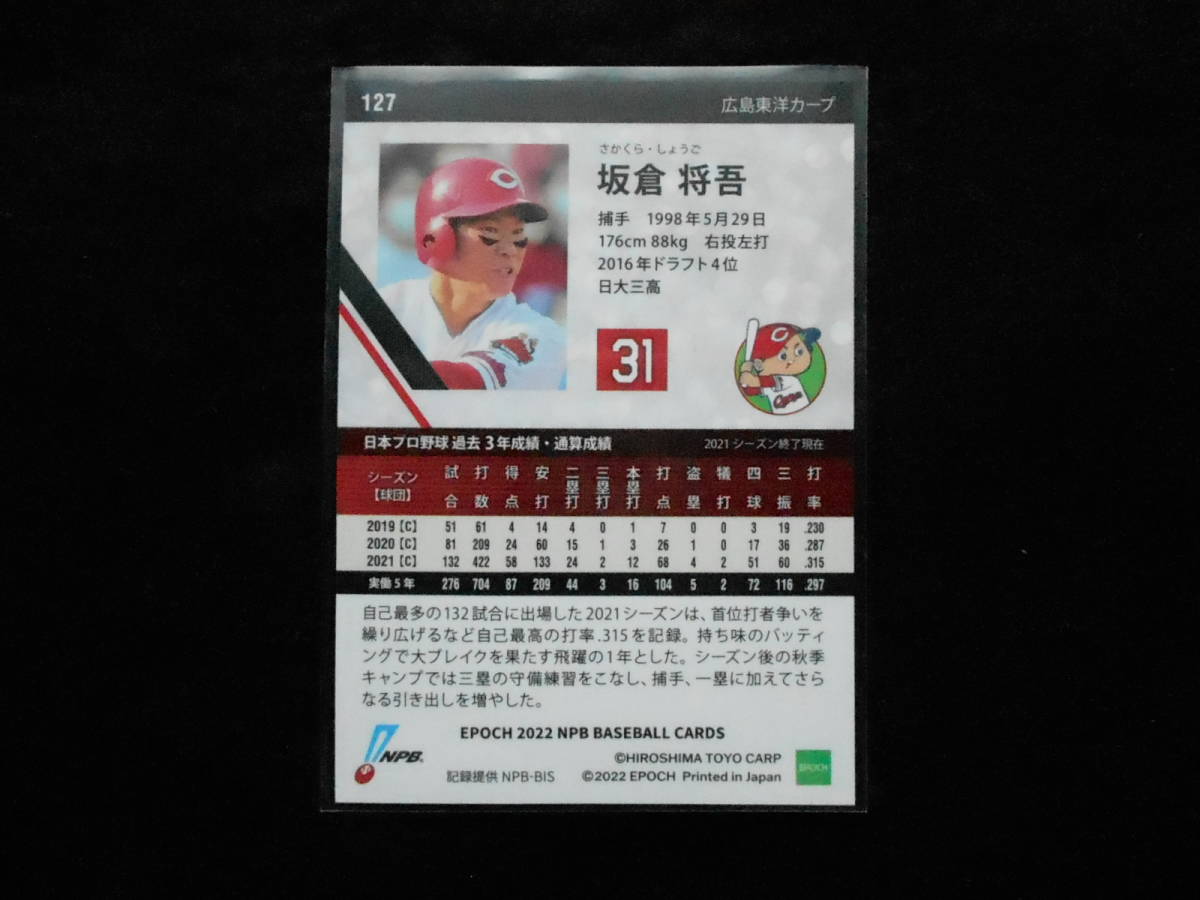 127 広島東洋カープ
さかくら・しょうご
坂倉 将吾
捕手 1998年5月29日
176cm 88kg 右投左打
2016年ドラフト4位
日大三高
31
日本プロ野球 過去3年成績・通算成績 2021シーズン終了現在
シーズン【球団】 試合 打数 得点 安打 二塁打 三塁打 本塁打 打点 盗塁 犠打 四球 三振 打率
2019【C】 51 61 4 14 4 0 1 7 0 0 3 19 .230
2020【C】 81 209 24 60 15 1 3 26 1 0 17 36 .287
2021【C】 132 422 58 133 24 2 12 68 4 2 51 60 .315
実働5年 276 704 87 209 44 3 16 104 5 2 72 116 .297
自己最多の132試合に出場した2021シーズンは、首位打者争いを
繰り広げるなど自己最高の打率.315を記録。持ち味のバッティ
ングで大ブレイクを果たす飛躍の1年とした。シーズン後の秋季
キャンプでは三塁の守備練習をこなし、捕手、一塁に加えてさら
なる引き出しを増やした。
EPOCH 2022 NPB BASEBALL CARDS
NPB
©HIROSHIMA TOYO CARP
記録提供 NPB-BIS ©2022 EPOCH Printed in Japan
EPOCH